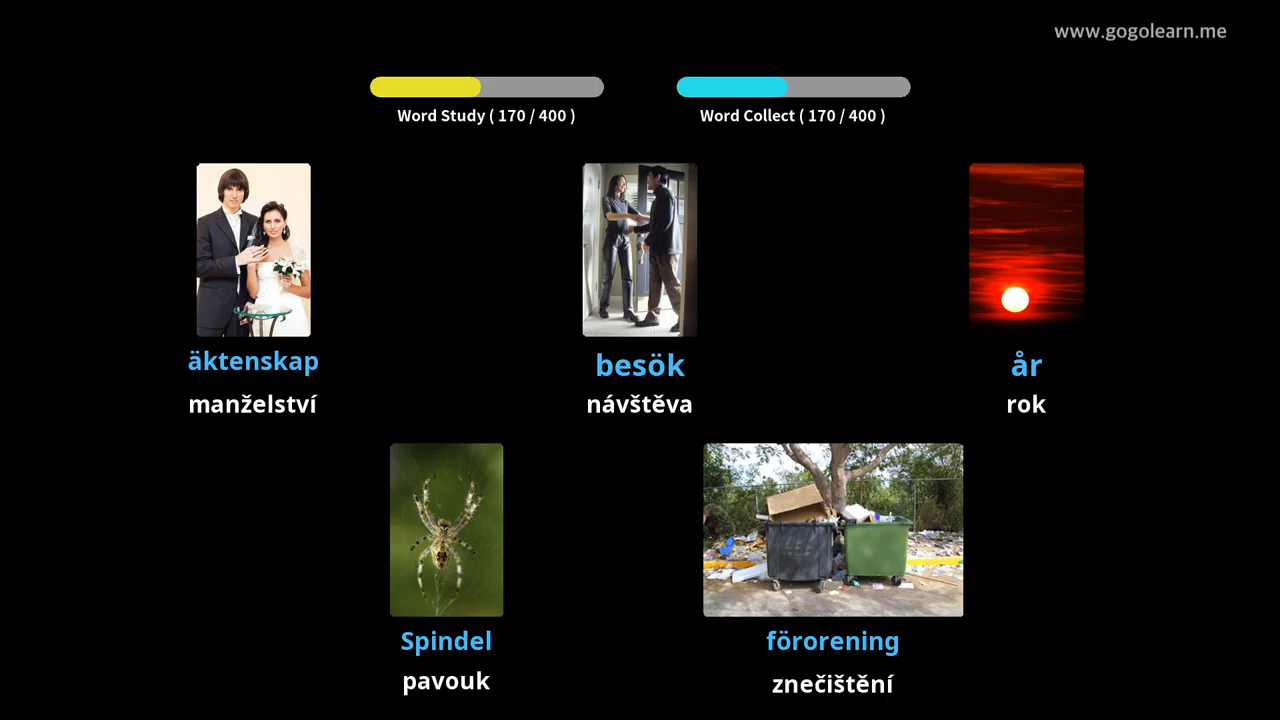 www.gogolearn.me
Word Study ( 170 / 400 )
Word Collect ( 170 / 400 )
äktenskap
manželství
besök
návštěva
år
rok
Spindel
pavouk
förorening
znečištění